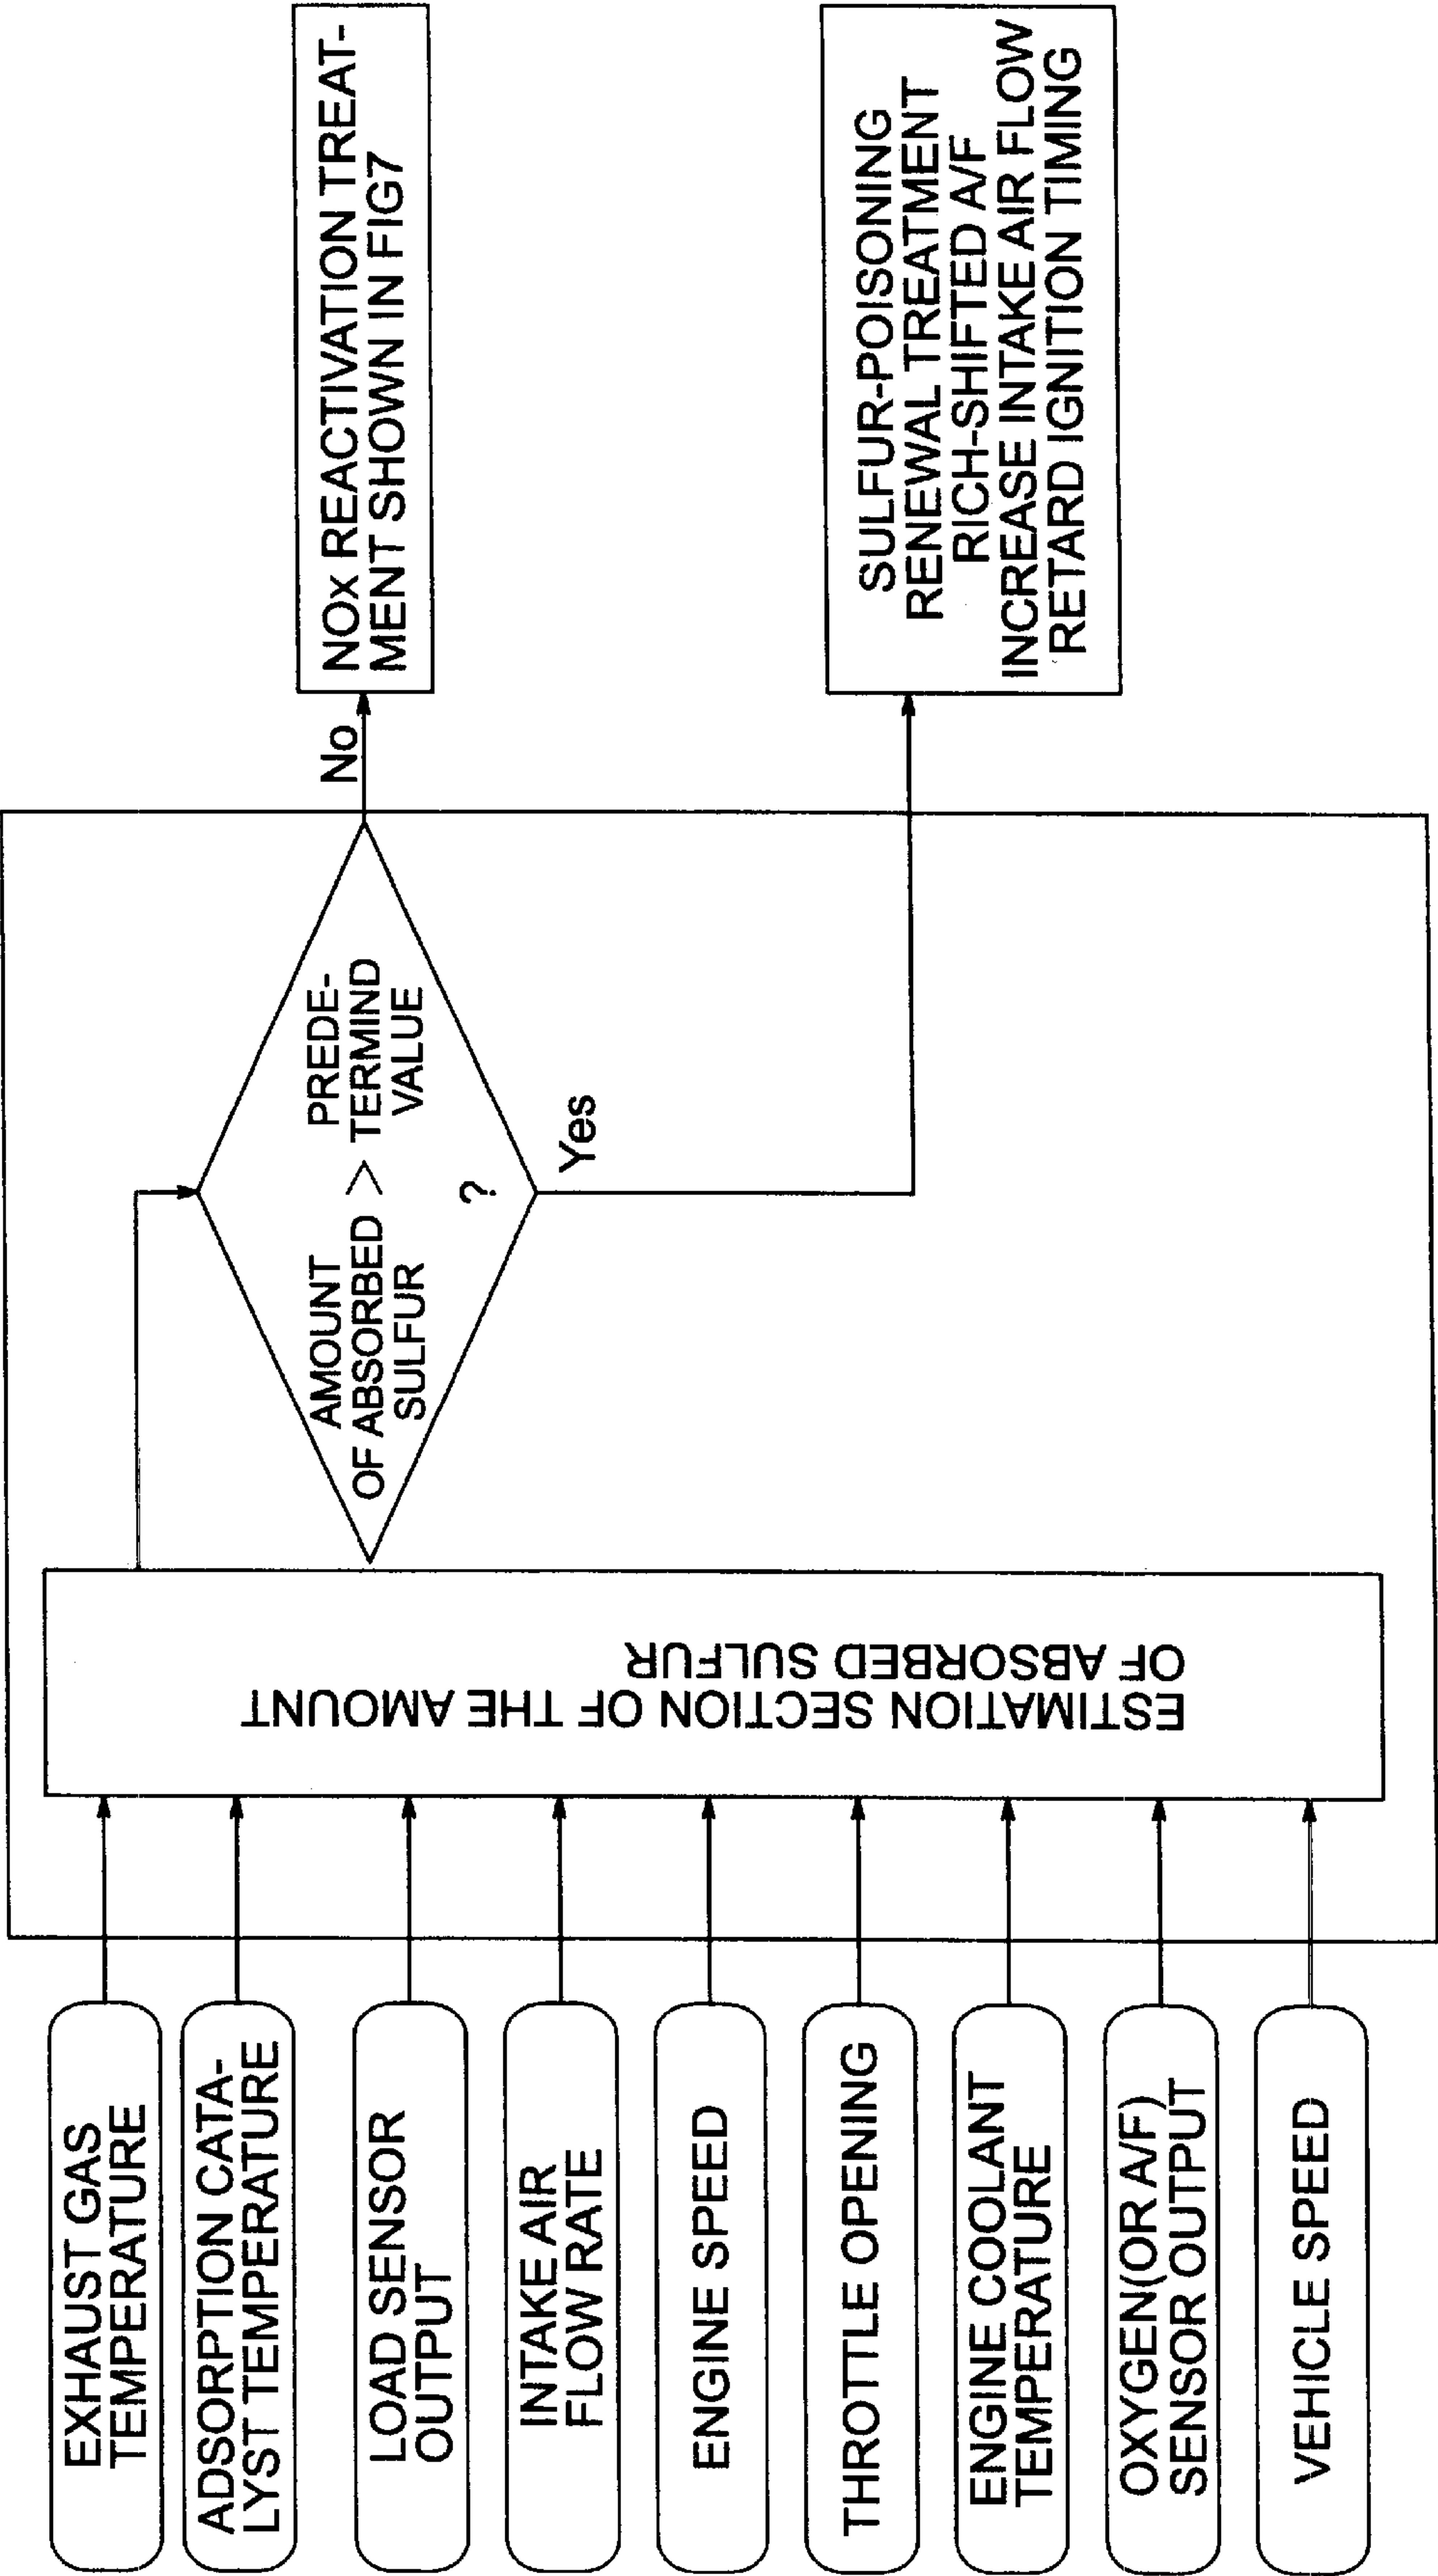 EXHAUST GAS
TEMPERATURE
ADSORPTION CATA-
LYST TEMPERATURE
LOAD SENSOR
OUTPUT
INTAKE AIR
FLOW RATE
ENGINE SPEED
THROTTLE OPENING
ENGINE COOLANT
TEMPERATURE
OXYGEN(OR A/F)
SENSOR OUTPUT
VEHICLE SPEED
ESTIMATION SECTION OF THE AMOUNT
OF ABSORBED SULFUR
AMOUNT
OF ABSORBED
SULFUR
>
PREDE-
TERMIND
VALUE
?
No
Yes
NOx REACTIVATION TREAT-
MENT SHOWN IN FIG7
SULFUR-POISONING
RENEWAL TREATMENT
RICH-SHIFTED A/F
INCREASE INTAKE AIR FLOW
RETARD IGNITION TIMING